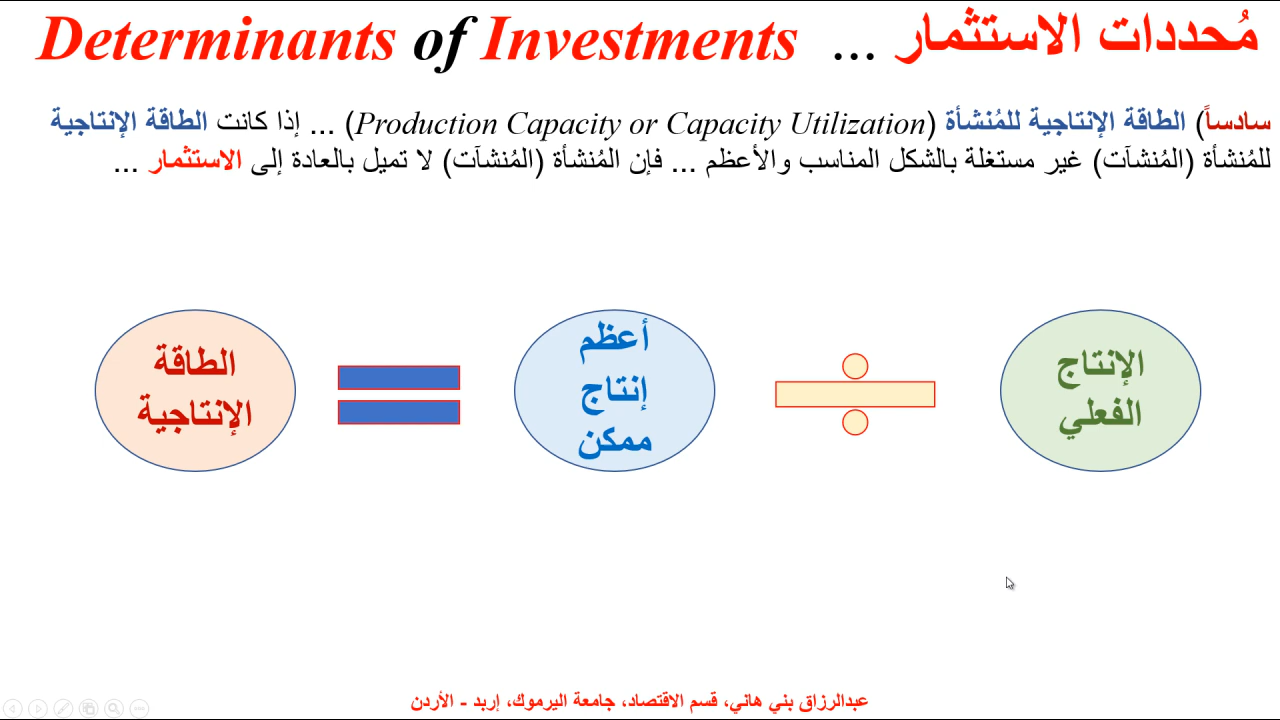 مُحددات الاستثمار ... Determinants of Investments
سادساً) الطاقة الإنتاجية للمُنشأة (Production Capacity or Capacity Utilization) ... إذا كانت الطاقة الإنتاجية
للمُنشأة (المُنشآت) غير مستغلة بالشكل المناسب والأعظم ... فإن المُنشأة (المُنشآت) لا تميل بالعادة إلى الاستثمار ...
الإنتاج
الفعلي
أعظم
إنتاج
ممكن
الطاقة
الإنتاجية
عبدالرزاق بني هاني، قسم الاقتصاد، جامعة اليرموك، إربد - الأردن